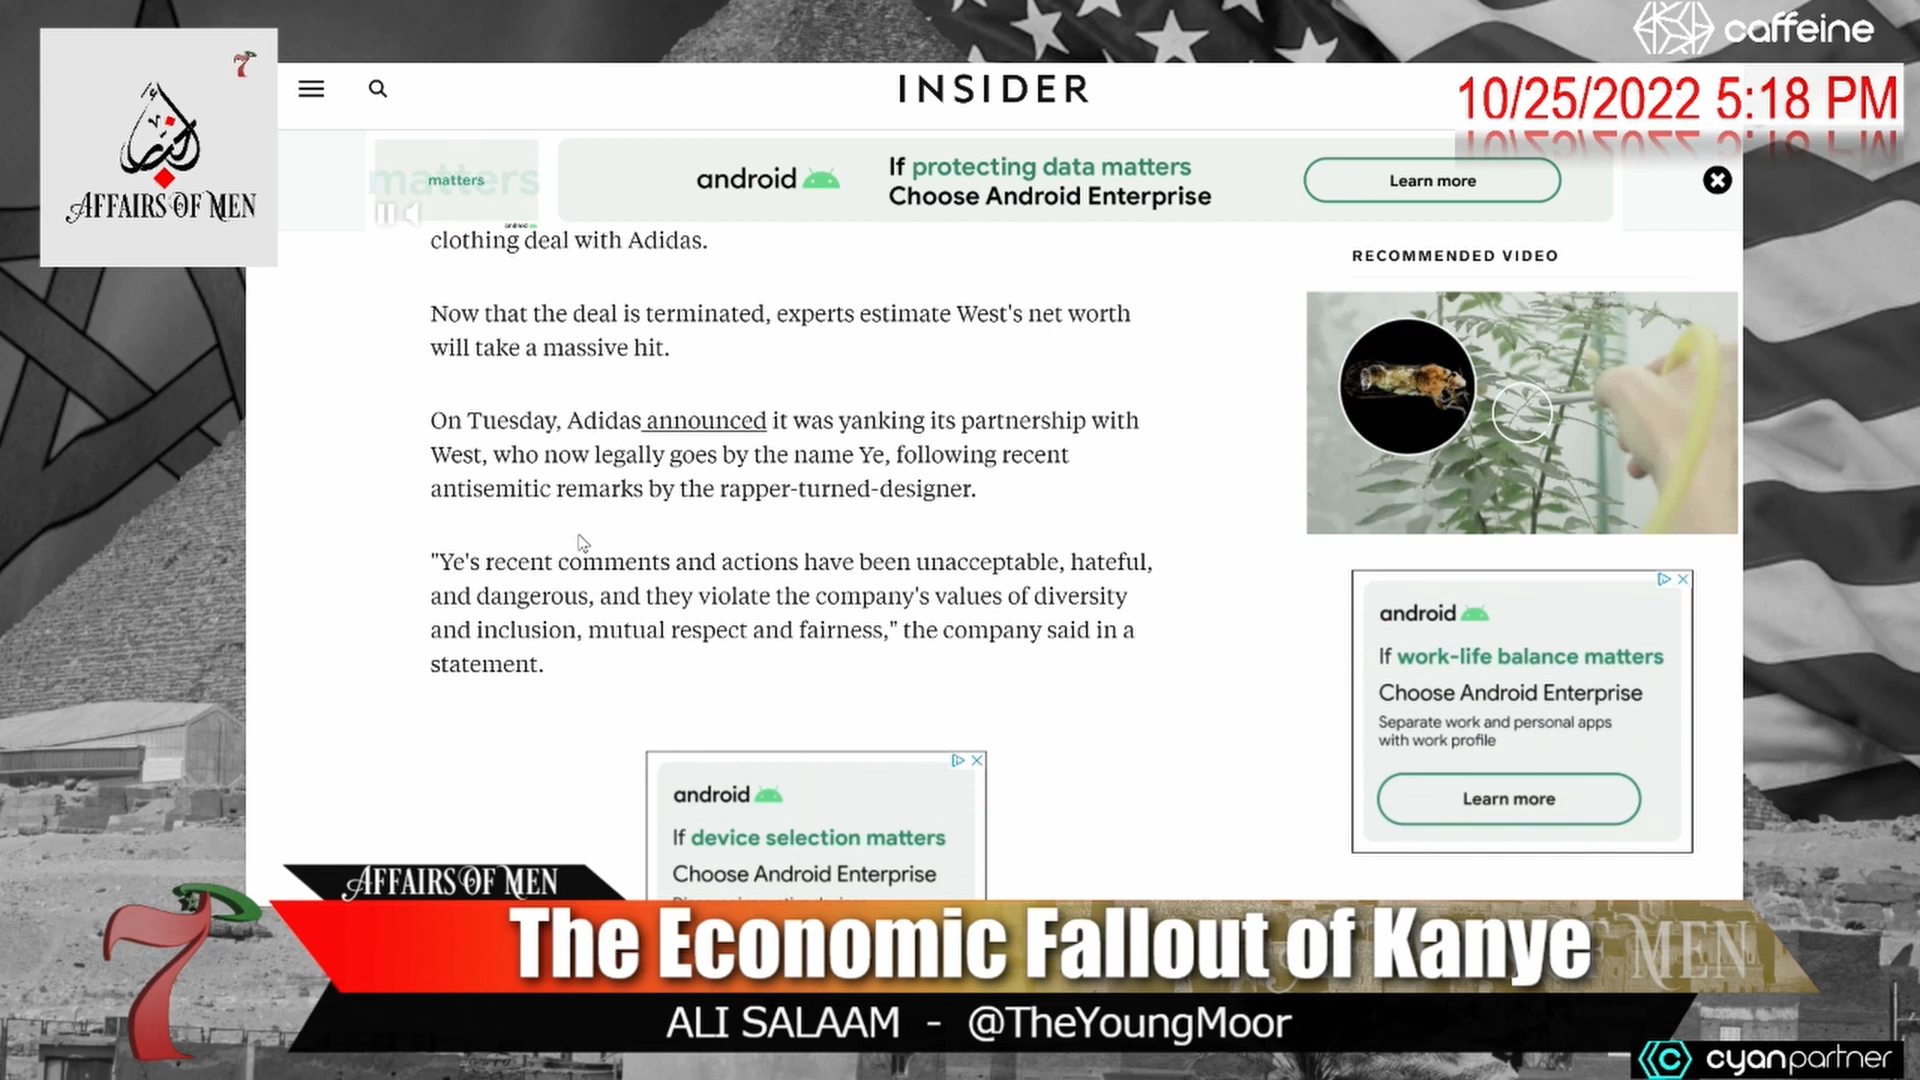 caffeine
INSIDER
10/25/2022 5:18 PM
AFFAIRS OF MEN
matters
matters
android
If protecting data matters
Choose Android Enterprise
Learn more
clothing deal with Adidas.
Now that the deal is terminated, experts estimate West's net worth
will take a massive hit.
On Tuesday, Adidas announced it was yanking its partnership with
West, who now legally goes by the name Ye, following recent
antisemitic remarks by the rapper-turned-designer.
"Ye's recent comments and actions have been unacceptable, hateful,
and dangerous, and they violate the company's values of diversity
and inclusion, mutual respect and fairness," the company said in a
statement.
RECOMMENDED VIDEO
android
If work-life balance matters
Choose Android Enterprise
Separate work and personal apps
with work profile
Learn more
android
If device selection matters
Choose Android Enterprise
AFFAIRS OF MEN
The Economic Fallout of Kanye
OF MEN
ALI SALAAM - @TheYoungMoor
7
cyanpartner